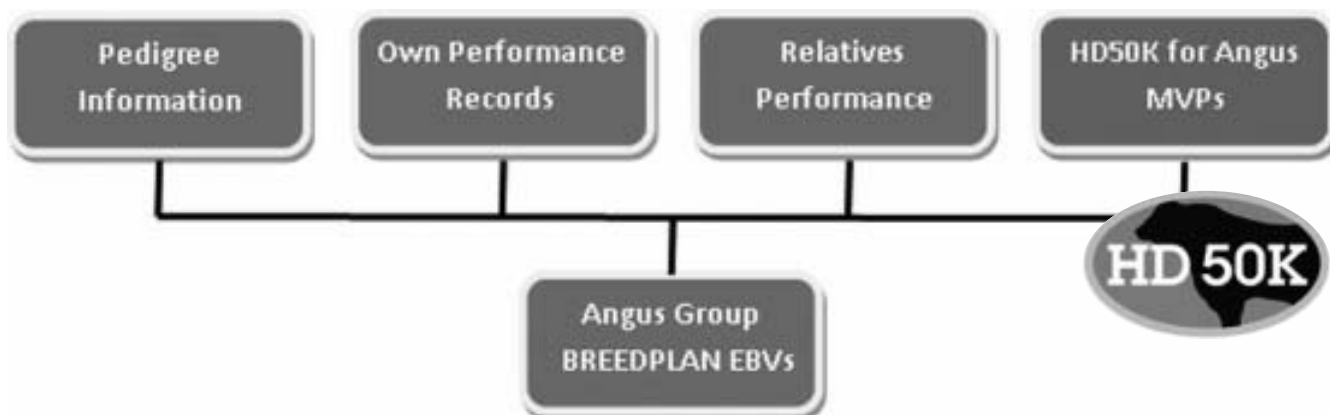 Pedigree
Information
Own Performance
Records
Relatives
Performance
HD50K for Angus
MVPs
HD 50K
Angus Group
BREEDPLAN EBVs